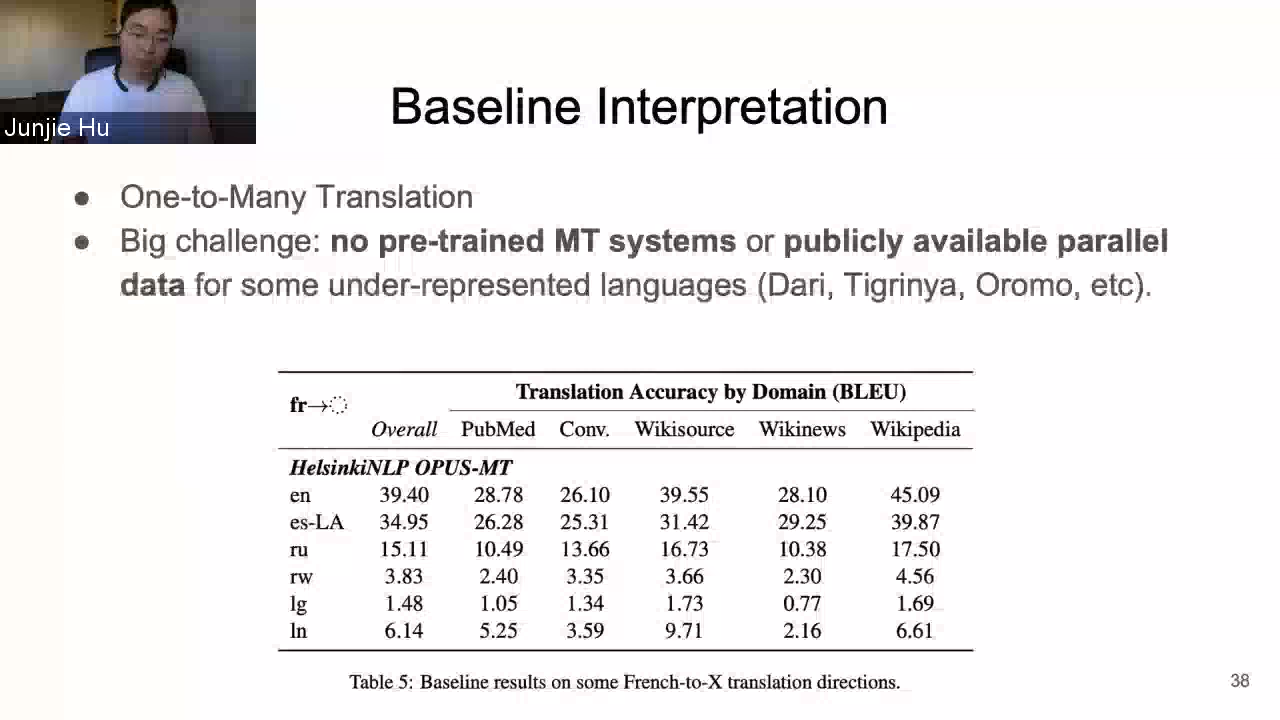 Junjie Hu
Baseline Interpretation
● One-to-Many Translation
● Big challenge: no pre-trained MT systems or publicly available parallel
data for some under-represented languages (Dari, Tigrinya, Oromo, etc).
fr→◌ Translation Accuracy by Domain (BLEU)
Overall PubMed Conv. Wikisource Wikinews Wikipedia
HelsinkiNLP OPUS-MT
en 39.40 28.78 26.10 39.55 28.10 45.09
es-LA 34.95 26.28 25.31 31.42 29.25 39.87
ru 15.11 10.49 13.66 16.73 10.38 17.50
rw 3.83 2.40 3.35 3.66 2.30 4.56
lg 1.48 1.05 1.34 1.73 0.77 1.69
ln 6.14 5.25 3.59 9.71 2.16 6.61
Table 5: Baseline results on some French-to-X translation directions.
38